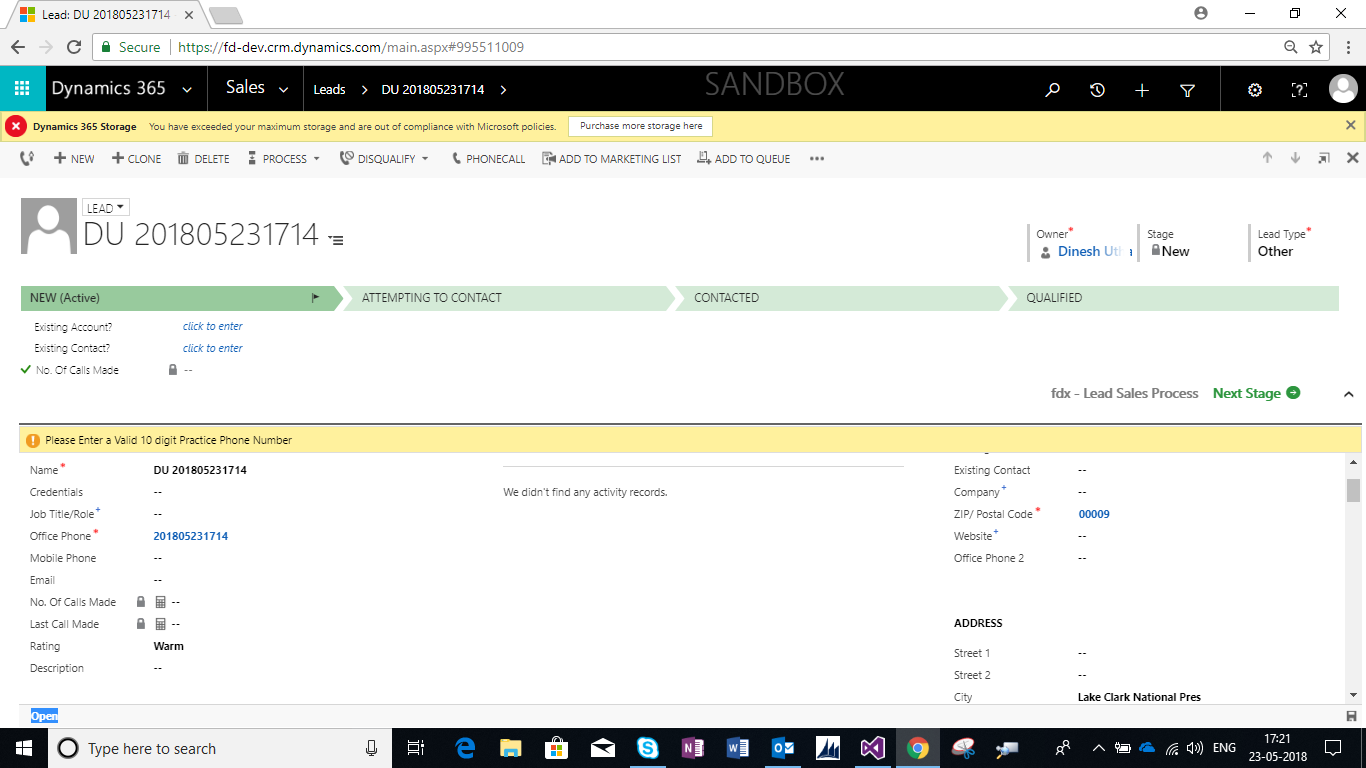 Lead: DU 201805231714
Secure https://fd-dev.crm.dynamics.com/main.aspx#995511009
Dynamics 365 Sales Leads > DU 201805231714 > SANDBOX
Dynamics 365 Storage You have exceeded your maximum storage and are out of compliance with Microsoft policies. Purchase more storage here
NEW CLONE DELETE PROCESS DISQUALIFY PHONECALL ADD TO MARKETING LIST ADD TO QUEUE •••
LEAD
DU 201805231714
Owner* Stage Lead Type*
Dinesh New Other
NEW (Active) ATTEMPTING TO CONTACT CONTACTED QUALIFIED
Existing Account? click to enter
Existing Contact? click to enter
No. Of Calls Made --
fdx - Lead Sales Process Next Stage
Please Enter a Valid 10 digit Practice Phone Number
Name* DU 201805231714
Credentials --
Job Title/Role+ --
Office Phone* 201805231714
Mobile Phone --
Email --
No. Of Calls Made --
Last Call Made --
Rating Warm
Description --
We didn't find any activity records.
Existing Contact --
Company+ --
ZIP/ Postal Code* 00009
Website+ --
Office Phone 2 --
ADDRESS
Street 1 --
Street 2 --
City Lake Clark National Pres
Open
Type here to search
ENG
17:21
23-05-2018